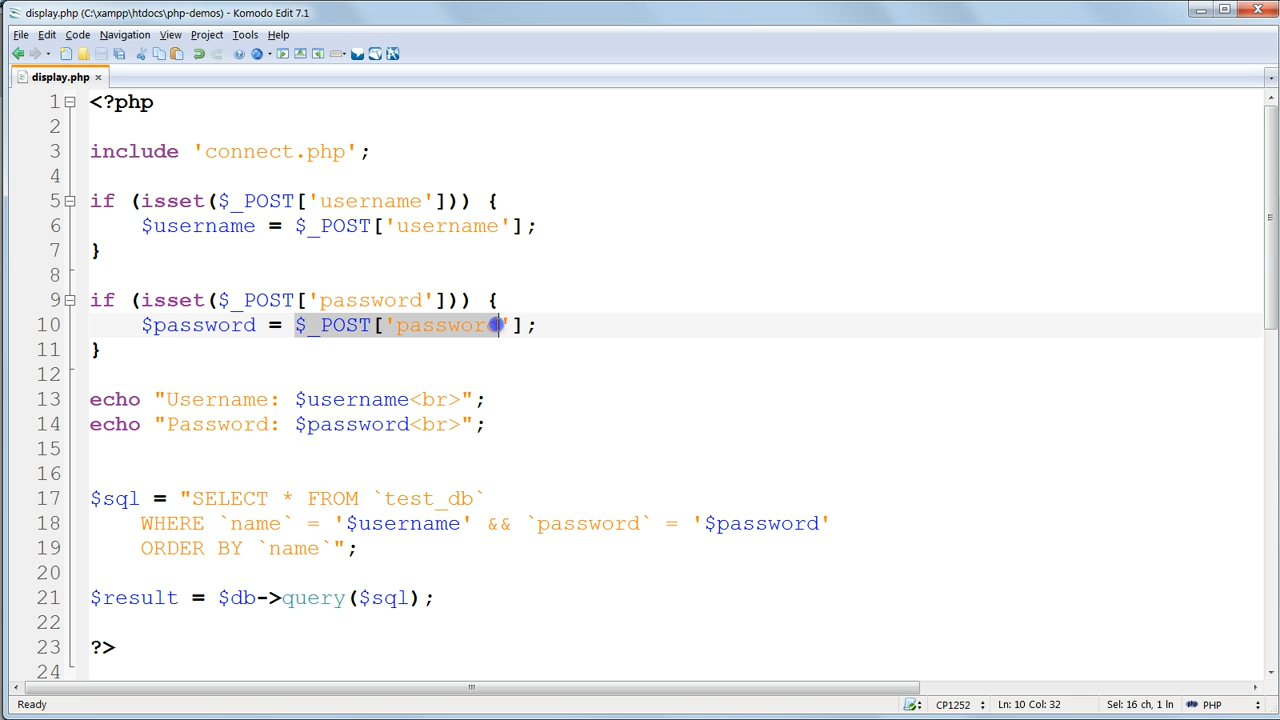 display.php (C:\xampp\htdocs\php-demos) - Komodo Edit 7.1
File Edit Code Navigation View Project Tools Help
display.php
1 <?php
2
3 include 'connect.php';
4
5 if (isset($_POST['username'])) {
6 $username = $_POST['username'];
7 }
8
9 if (isset($_POST['password'])) {
10 $password = $_POST['password'];
11 }
12
13 echo "Username: $username<br>";
14 echo "Password: $password<br>";
15
16
17 $sql = "SELECT * FROM `test_db`
18 WHERE `name` = '$username' && `password` = '$password'
19 ORDER BY `name`";
20
21 $result = $db->query($sql);
22
23 ?>
24
Ready CP1252 Ln: 10 Col: 32 Sel: 16 ch, 1 ln PHP